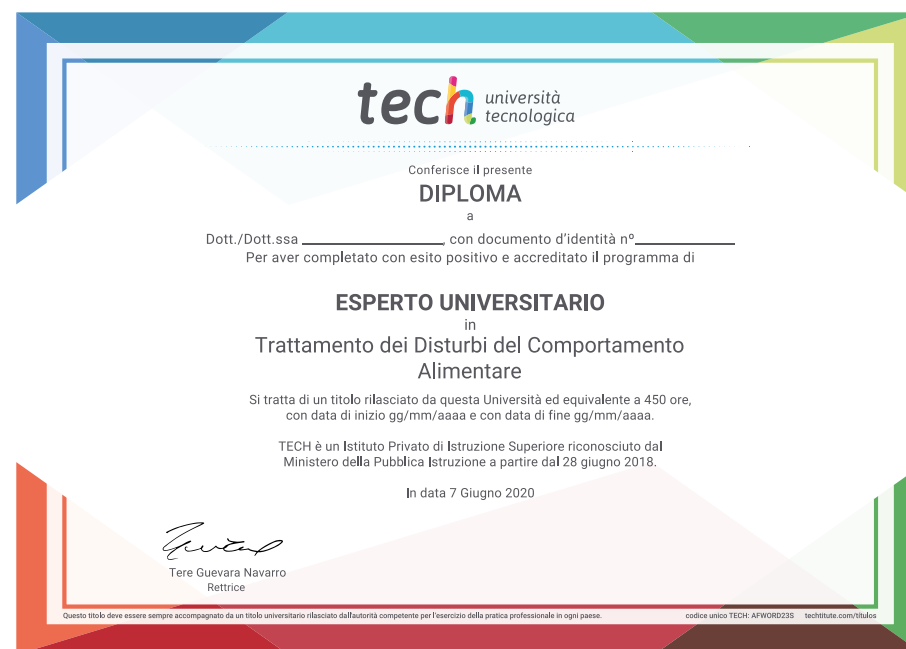 tech università
tecnologica
Conferisce il presente
DIPLOMA
a
Dott./Dott.ssa ____________________, con documento d'identità nº______________
Per aver completato con esito positivo e accreditato il programma di
ESPERTO UNIVERSITARIO
in
Trattamento dei Disturbi del Comportamento
Alimentare
Si tratta di un titolo rilasciato da questa Università ed equivalente a 450 ore,
con data di inizio gg/mm/aaaa e con data di fine gg/mm/aaaa.
TECH è un Istituto Privato di Istruzione Superiore riconosciuto dal
Ministero della Pubblica Istruzione a partire dal 28 giugno 2018.
In data 7 Giugno 2020
Tere Guevara Navarro
Rettrice
Questo titolo deve essere sempre accompagnato da un titolo universitario rilasciato dall'autorità competente per l'esercizio della pratica professionale in ogni paese. codice unico TECH: AFWORD23S techtitute.com/titulos